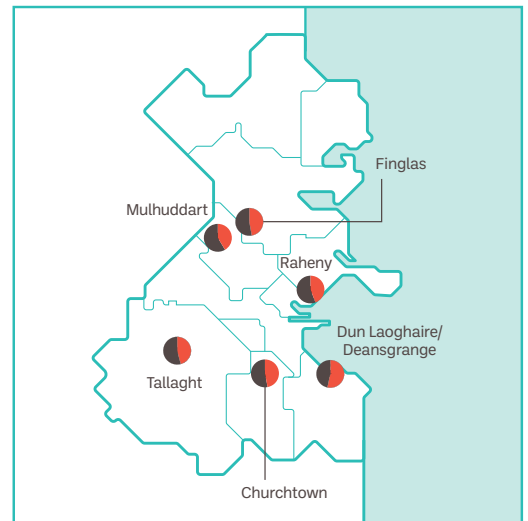 Finglas
Mulhuddart
Raheny
Dun Laoghaire/
Deansgrange
Tallaght
Churchtown